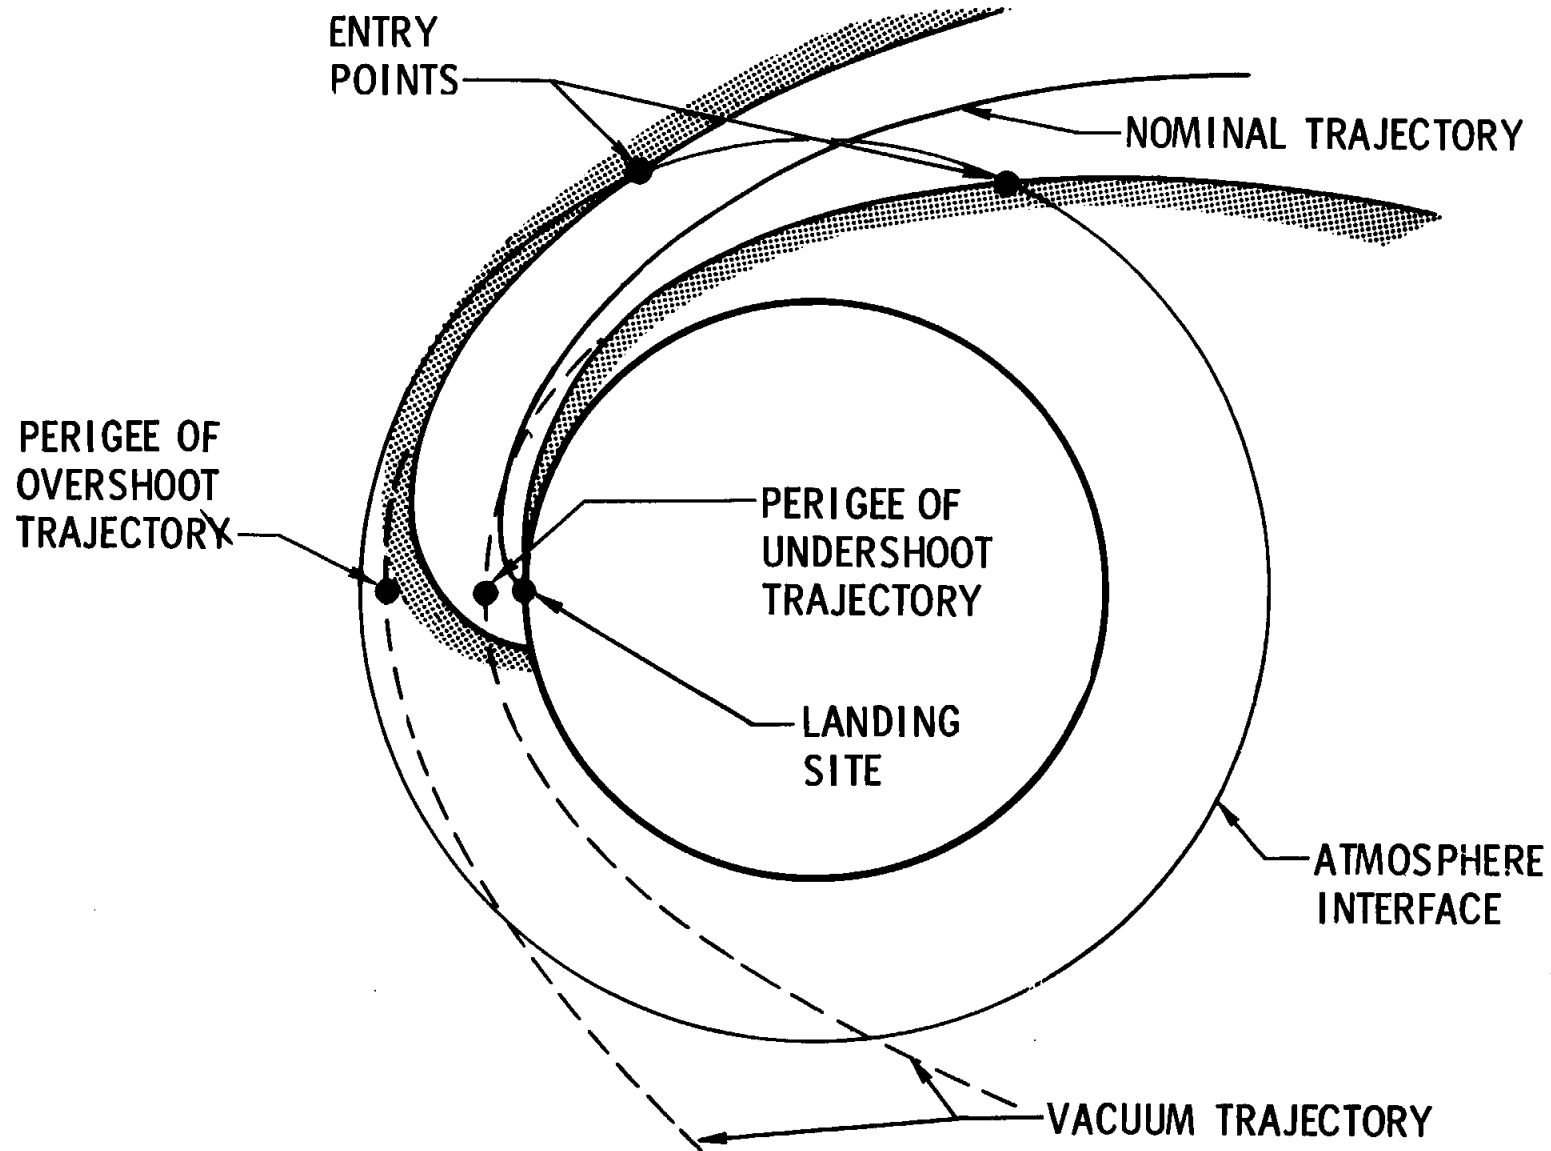 ENTRY
POINTS
NOMINAL TRAJECTORY
PERIGEE OF
OVERSHOOT
TRAJECTORY
PERIGEE OF
UNDERSHOOT
TRAJECTORY
LANDING
SITE
ATMOSPHERE
INTERFACE
VACUUM TRAJECTORY